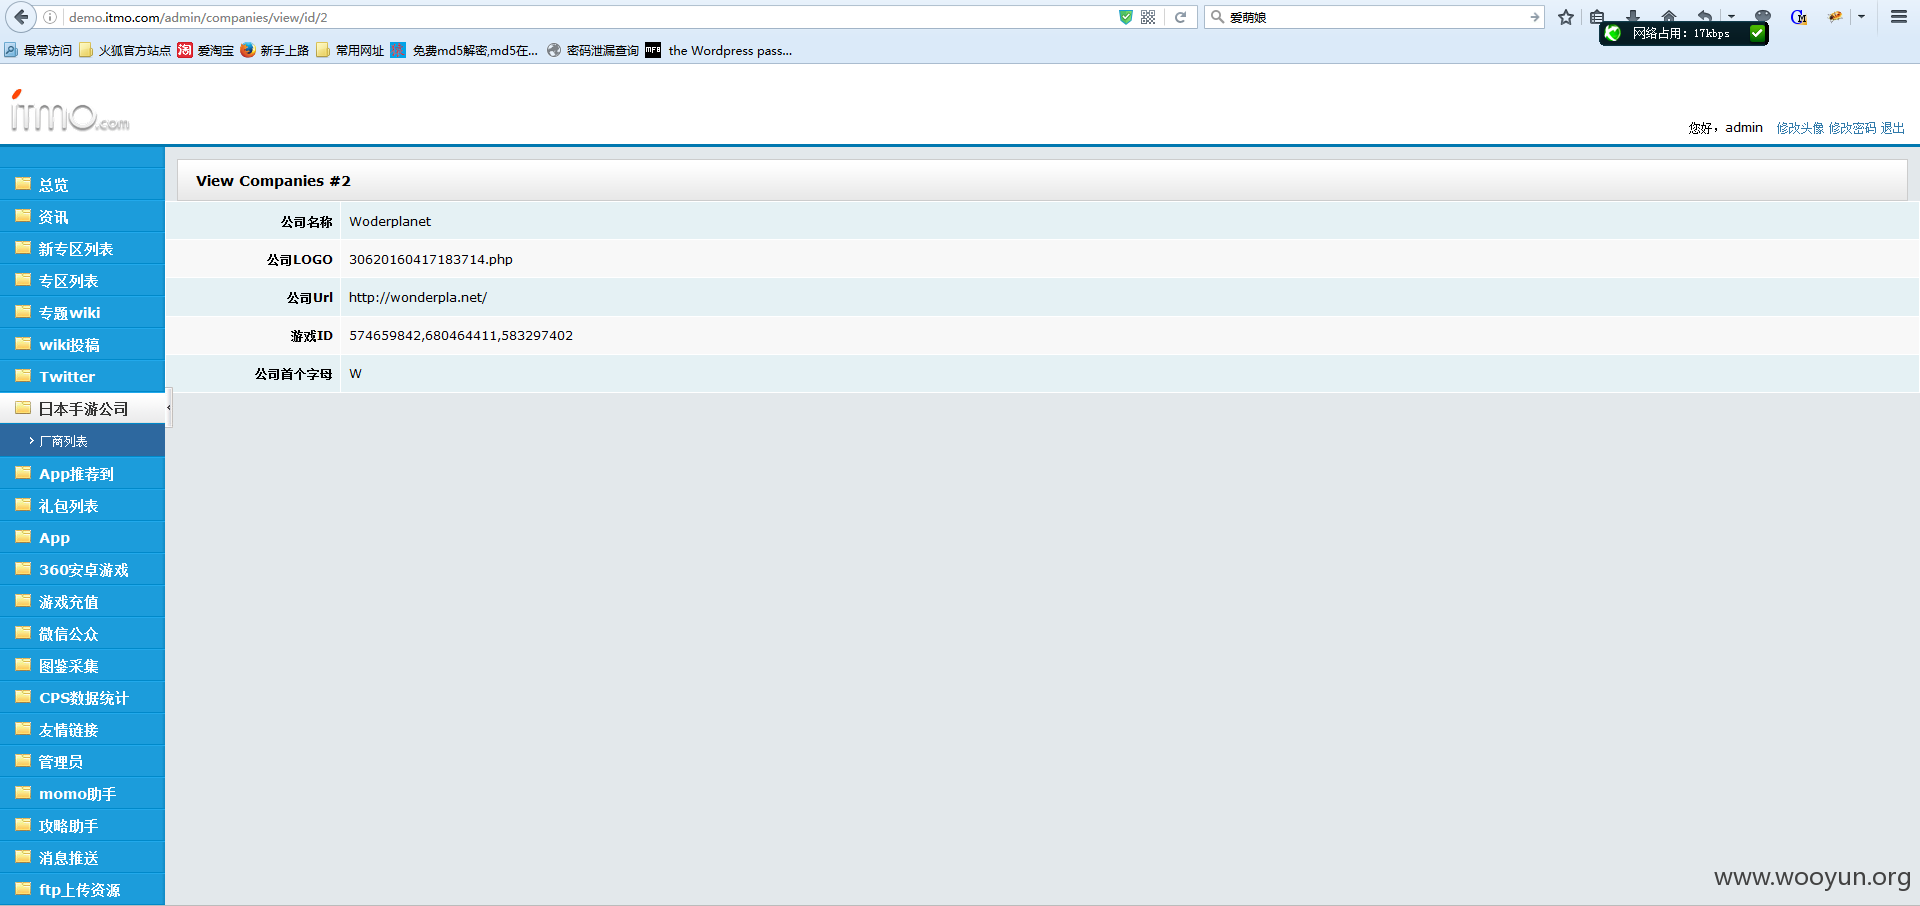 demo.itmo.com/admin/companies/view/id/2
爱萌娘
网络占用：17kbps
最常访问 火狐官方站点 淘 爱淘宝 新手上路 常用网址 免费md5解密,md5在... 密码泄漏查询 the Wordpress pass...
itmo.com
您好，admin 修改头像 修改密码 退出
View Companies #2
公司名称 Woderplanet
公司LOGO 30620160417183714.php
公司Url http://wonderpla.net/
游戏ID 574659842,680464411,583297402
公司首个字母 W
总览
资讯
新专区列表
专区列表
专题wiki
wiki投稿
Twitter
日本手游公司
厂商列表
App推荐到
礼包列表
App
360安卓游戏
游戏充值
微信公众
图鉴采集
CPS数据统计
友情链接
管理员
momo助手
攻略助手
消息推送
ftp上传资源
www.wooyun.org